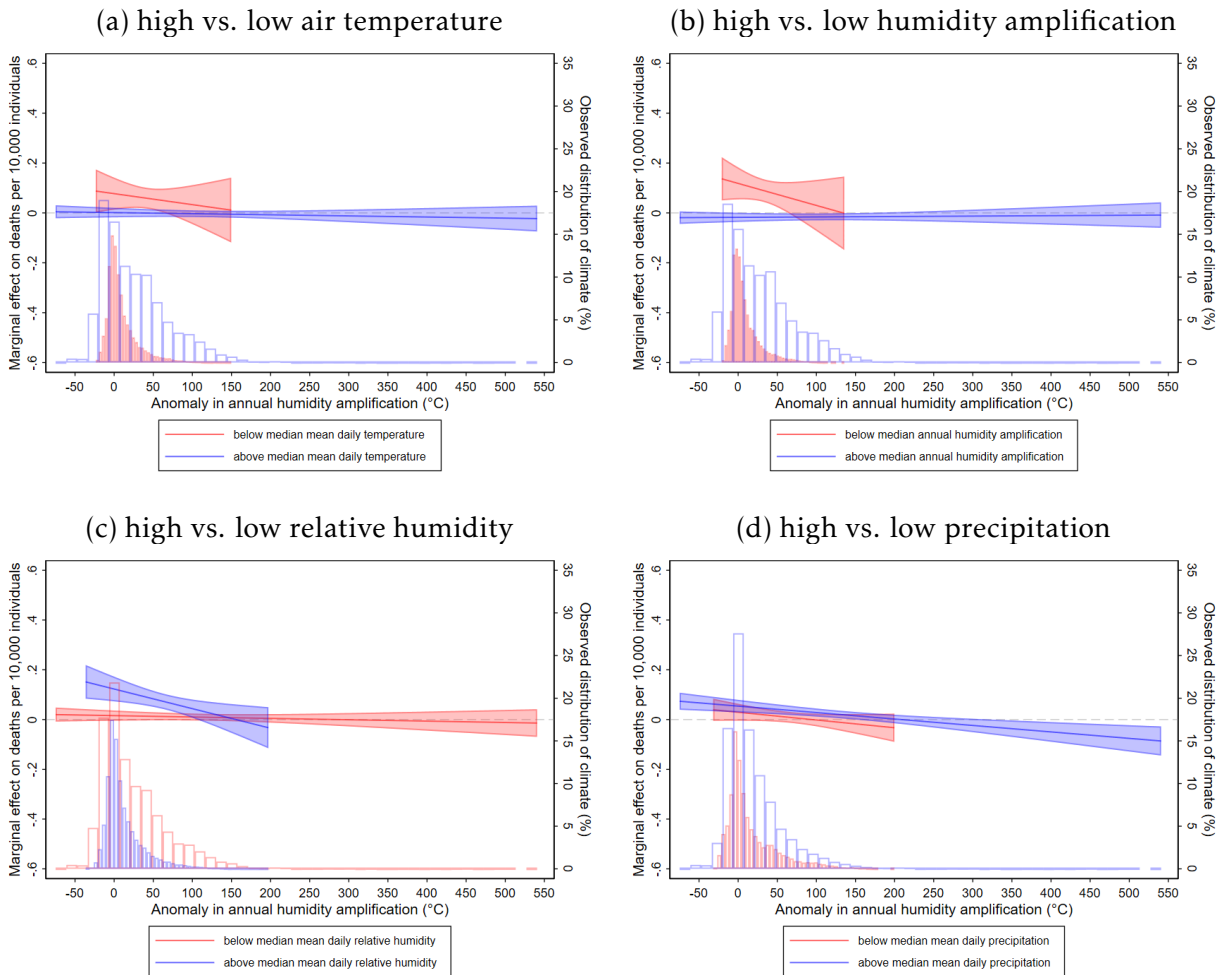 (a) high vs. low air temperature
Marginal effect on deaths per 10,000 individuals
-.6 -.4 -.2 0 .2 .4 .6
0 5 10 15 20 25 30 35
Observed distribution of climate (%)
-50 0 50 100 150 200 250 300 350 400 450 500 550
Anomaly in annual humidity amplification (°C)
below median mean daily temperature
above median mean daily temperature
(b) high vs. low humidity amplification
Marginal effect on deaths per 10,000 individuals
-.6 -.4 -.2 0 .2 .4 .6
0 5 10 15 20 25 30 35
Observed distribution of climate (%)
-50 0 50 100 150 200 250 300 350 400 450 500 550
Anomaly in annual humidity amplification (°C)
below median annual humidity amplification
above median annual humidity amplification
(c) high vs. low relative humidity
Marginal effect on deaths per 10,000 individuals
-.6 -.4 -.2 0 .2 .4 .6
0 5 10 15 20 25 30 35
Observed distribution of climate (%)
-50 0 50 100 150 200 250 300 350 400 450 500 550
Anomaly in annual humidity amplification (°C)
below median mean daily relative humidity
above median mean daily relative humidity
(d) high vs. low precipitation
Marginal effect on deaths per 10,000 individuals
-.6 -.4 -.2 0 .2 .4 .6
0 5 10 15 20 25 30 35
Observed distribution of climate (%)
-50 0 50 100 150 200 250 300 350 400 450 500 550
Anomaly in annual humidity amplification (°C)
below median mean daily precipitation
above median mean daily precipitation